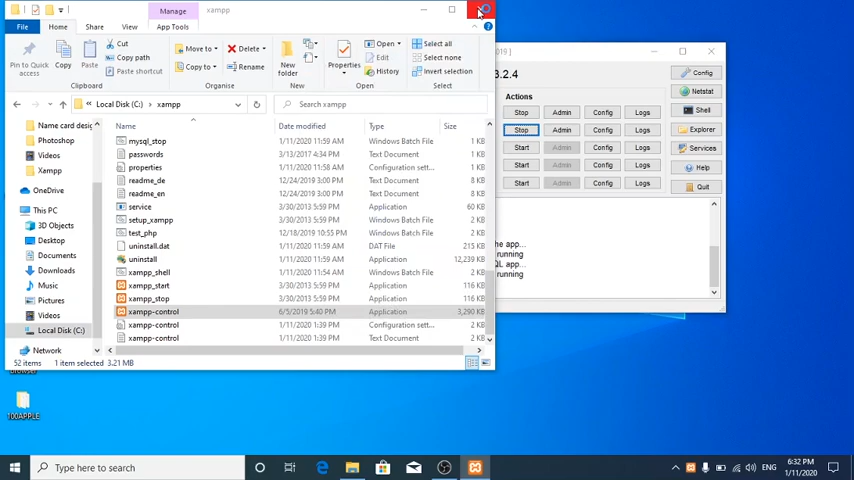 Manage
xampp
File
Home
Share
View
App Tools
Pin to Quick access
Copy
Paste
Cut
Copy path
Paste shortcut
Move to
Copy to
Delete
Rename
New folder
Properties
Open
Edit
History
Select all
Select none
Invert selection
Clipboard
Organise
New
Open
Select
Local Disk (C:)
xampp
Search xampp
Name
Date modified
Type
Size
Name card desig
Photoshop
Videos
Xampp
OneDrive
This PC
3D Objects
Desktop
Documents
Downloads
Music
Pictures
Videos
Local Disk (C:)
Network
mysql_stop 1/11/2020 11:59 AM Windows Batch File 1 KB
passwords 3/13/2017 4:34 PM Text Document 1 KB
properties 1/11/2020 11:58 AM Configuration sett... 1 KB
readme_de 12/24/2019 3:00 PM Text Document 8 KB
readme_en 12/24/2019 3:00 PM Text Document 8 KB
service 3/30/2013 5:59 PM Application 60 KB
setup_xampp 3/30/2013 5:59 PM Windows Batch File 2 KB
test_php 12/18/2019 10:55 PM Windows Batch File 2 KB
uninstall.dat 1/11/2020 11:59 AM DAT File 215 KB
uninstall 1/11/2020 11:59 AM Application 12,239 KB
xampp_shell 1/11/2020 11:54 AM Windows Batch File 2 KB
xampp_start 3/30/2013 5:59 PM Application 116 KB
xampp_stop 3/30/2013 5:59 PM Application 116 KB
xampp-control 6/5/2019 5:40 PM Application 3,290 KB
xampp-control 1/11/2020 1:39 PM Configuration sett... 2 KB
xampp-control 1/11/2020 1:39 PM Text Document 2 KB
52 items 1 item selected 3.21 MB
019 ]
3.2.4
Actions
Stop Admin Config Logs
Stop Admin Config Logs
Start Admin Config Logs
Start Admin Config Logs
Start Admin Config Logs
Config
Netstat
Shell
Explorer
Services
Help
Quit
he app...
running
QL app...
running
100APPLE
Type here to search
ENG
6:32 PM
1/11/2020